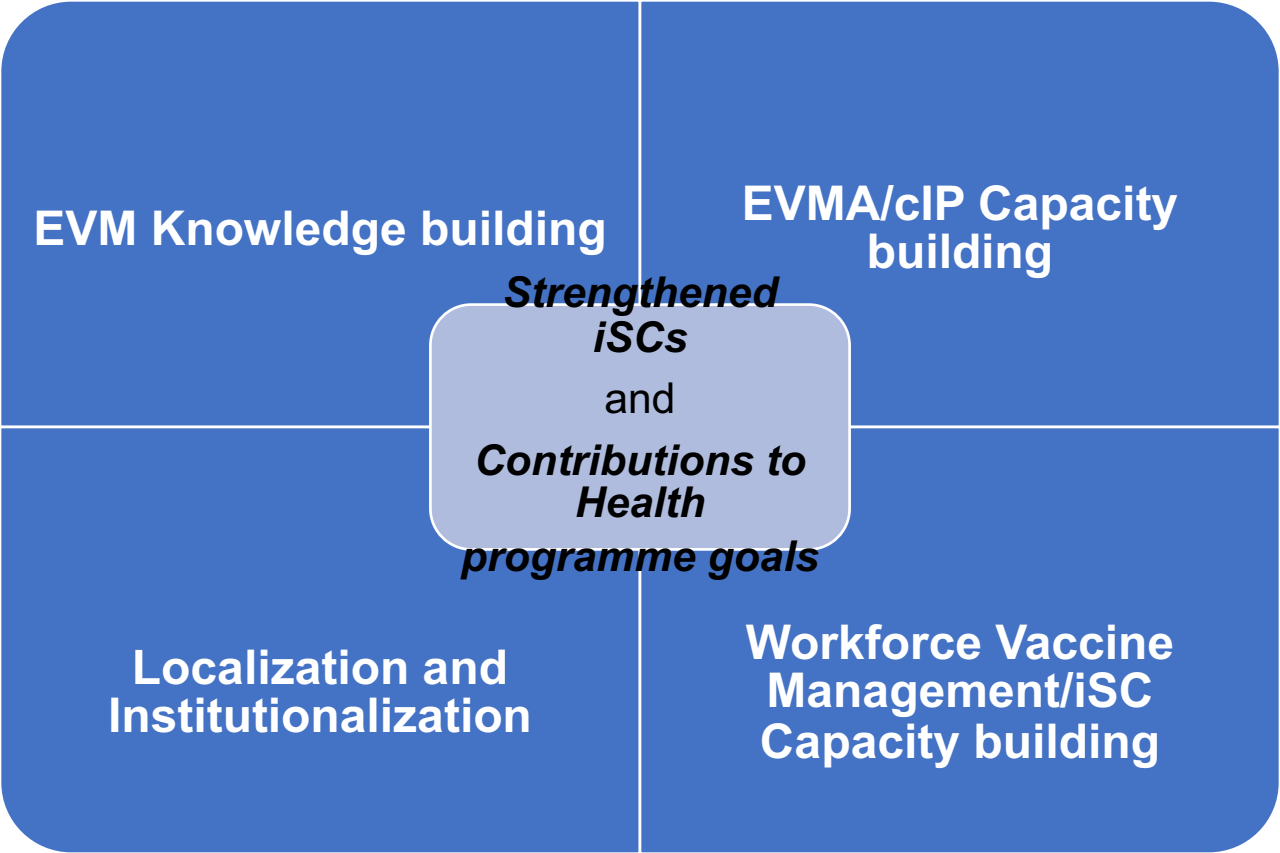 EVM Knowledge building
EVMA/cIP Capacity
building
Strengthened
iSCs
and
Contributions to
Health
programme goals
Localization and
Institutionalization
Workforce Vaccine
Management/iSC
Capacity building